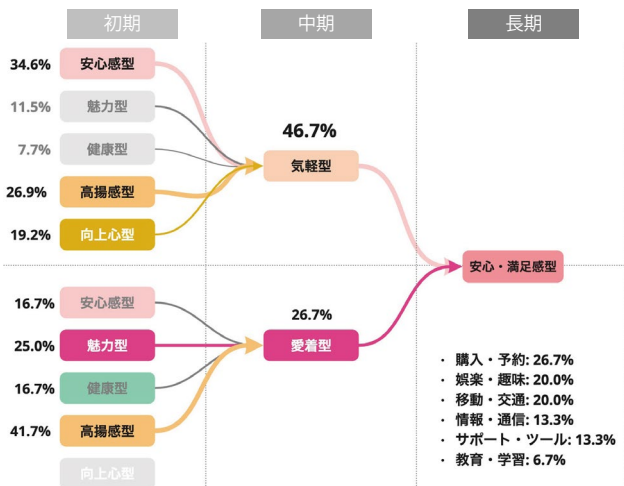 初期
中期
長期
34.6%
安心感型
11.5%
魅力型
7.7%
健康型
26.9%
高揚感型
19.2%
向上心型
46.7%
気軽型
安心・満足感型
16.7%
安心感型
25.0%
魅力型
16.7%
健康型
41.7%
高揚感型
向上心型
26.7%
愛着型
· 購入・予約: 26.7%
· 娯楽・趣味: 20.0%
· 移動・交通: 20.0%
· 情報・通信: 13.3%
· サポート・ツール: 13.3%
· 教育・学習: 6.7%